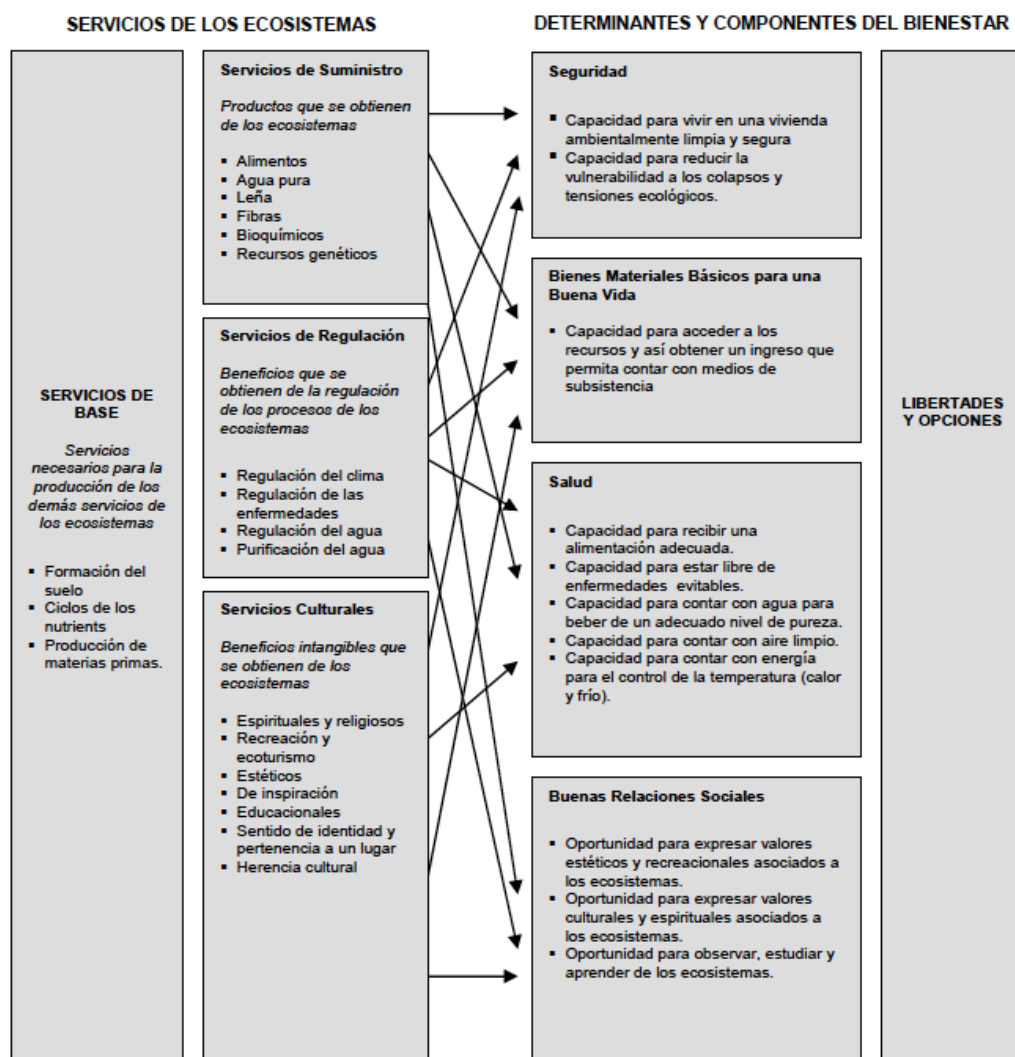 SERVICIOS DE LOS ECOSISTEMAS
DETERMINANTES Y COMPONENTES DEL BIENESTAR
SERVICIOS DE
BASE
Servicios
necesarios para la
producción de los
demás servicios de
los ecosistemas
▪ Formación del
suelo
▪ Ciclos de los
nutrients
▪ Producción de
materias primas.
Servicios de Suministro
Productos que se obtienen
de los ecosistemas
▪ Alimentos
▪ Agua pura
▪ Leña
▪ Fibras
▪ Bioquímicos
▪ Recursos genéticos
Servicios de Regulación
Beneficios que se
obtienen de la regulación
de los procesos de los
ecosistemas
▪ Regulación del clima
▪ Regulación de las
enfermedades
▪ Regulación del agua
▪ Purificación del agua
Servicios Culturales
Beneficios intangibles que
se obtienen de los
ecosistemas
▪ Espirituales y religiosos
▪ Recreación y
ecoturismo
▪ Estéticos
▪ De inspiración
▪ Educacionales
▪ Sentido de identidad y
pertenencia a un lugar
▪ Herencia cultural
Seguridad
▪ Capacidad para vivir en una vivienda
ambientalmente limpia y segura
▪ Capacidad para reducir la
vulnerabilidad a los colapsos y
tensiones ecológicos.
Bienes Materiales Básicos para una
Buena Vida
▪ Capacidad para acceder a los
recursos y así obtener un ingreso que
permita contar con medios de
subsistencia
Salud
▪ Capacidad para recibir una
alimentación adecuada.
▪ Capacidad para estar libre de
enfermedades evitables.
▪ Capacidad para contar con agua para
beber de un adecuado nivel de pureza.
▪ Capacidad para contar con aire limpio.
▪ Capacidad para contar con energía
para el control de la temperatura (calor
y frío).
Buenas Relaciones Sociales
▪ Oportunidad para expresar valores
estéticos y recreacionales asociados a
los ecosistemas.
▪ Oportunidad para expresar valores
culturales y espirituales asociados a
los ecosistemas.
▪ Oportunidad para observar, estudiar y
aprender de los ecosistemas.
LIBERTADES
Y OPCIONES